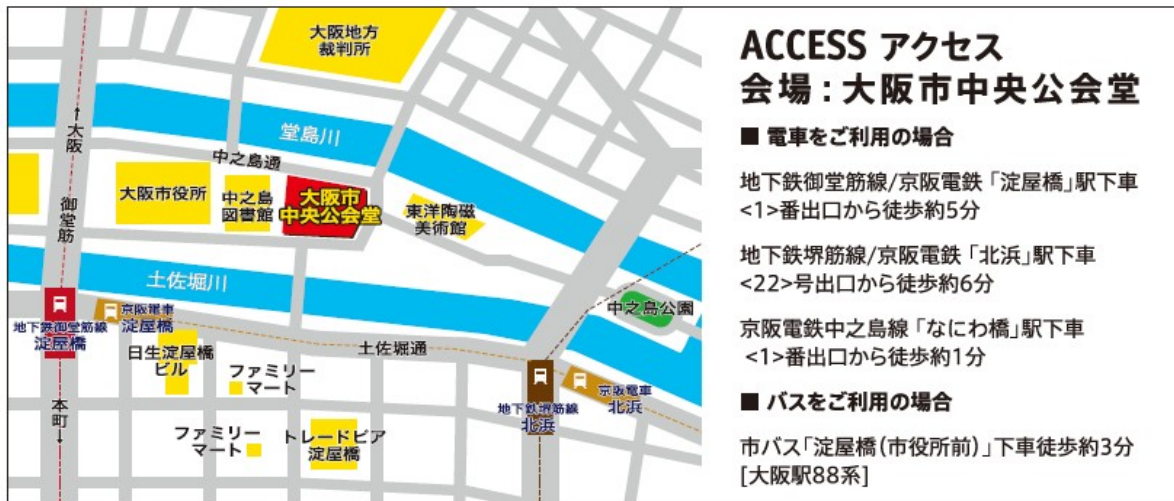 大阪地方
裁判所
堂島川
←大阪
中之島通
大阪市役所
中之島
図書館
大阪市
中央公会堂
東洋陶磁
美術館
御堂筋
土佐堀川
中之島公園
京阪電車
淀屋橋
地下鉄御堂筋線
淀屋橋
土佐堀通
日生淀屋橋
ビル
ファミリー
マート
京阪電車
北浜
地下鉄堺筋線
北浜
本町→
ファミリー
マート
トレードピア
淀屋橋
ACCESS アクセス
会場：大阪市中央公会堂
■ 電車をご利用の場合
地下鉄御堂筋線/京阪電鉄「淀屋橋」駅下車
<1>番出口から徒歩約5分
地下鉄堺筋線/京阪電鉄「北浜」駅下車
<22>号出口から徒歩約6分
京阪電鉄中之島線「なにわ橋」駅下車
<1>番出口から徒歩約1分
■ バスをご利用の場合
市バス「淀屋橋(市役所前)」下車徒歩約3分
[大阪駅88系]